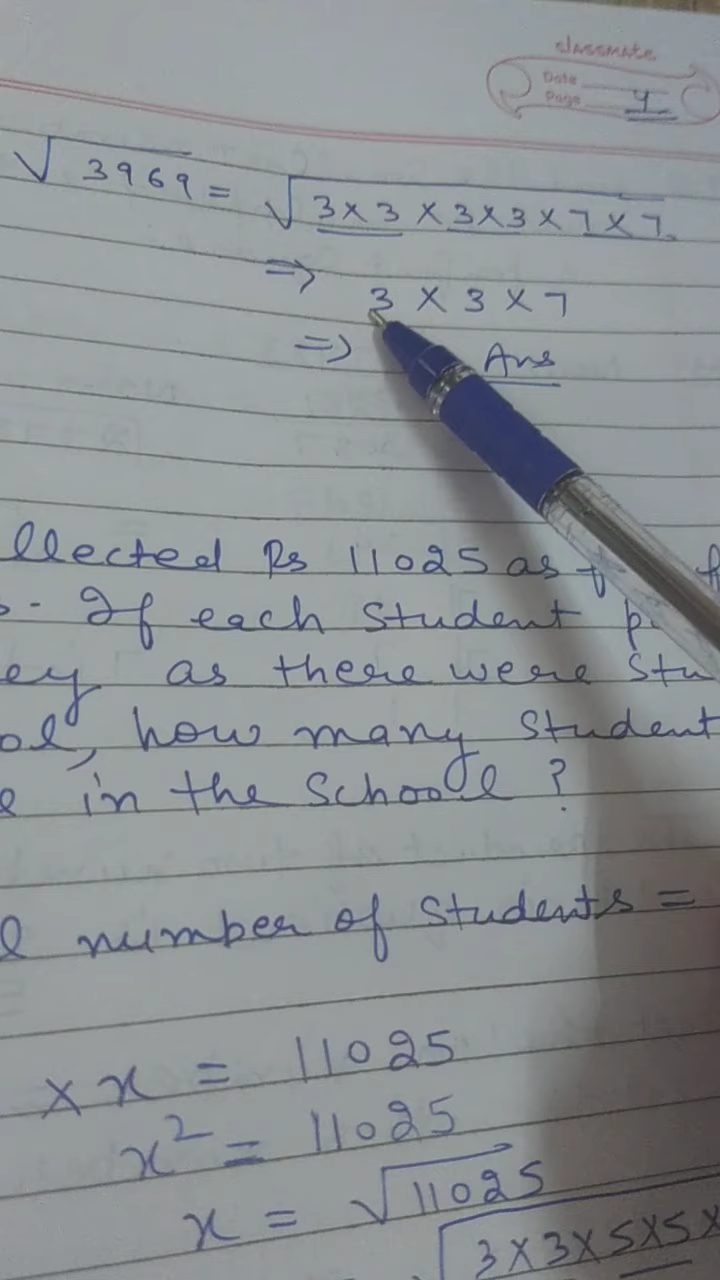 classmate
Date
Page 4
√3969 = √3×3×3×3×7×7
⇒ 3×3×7
⇒ Ans
llected Rs 11025 as
If each student
ey as there were stu
ol, how many student
e in the school ?
l number of students =
× x = 11025
x² = 11025
x = √11025
√3×3×5×5×